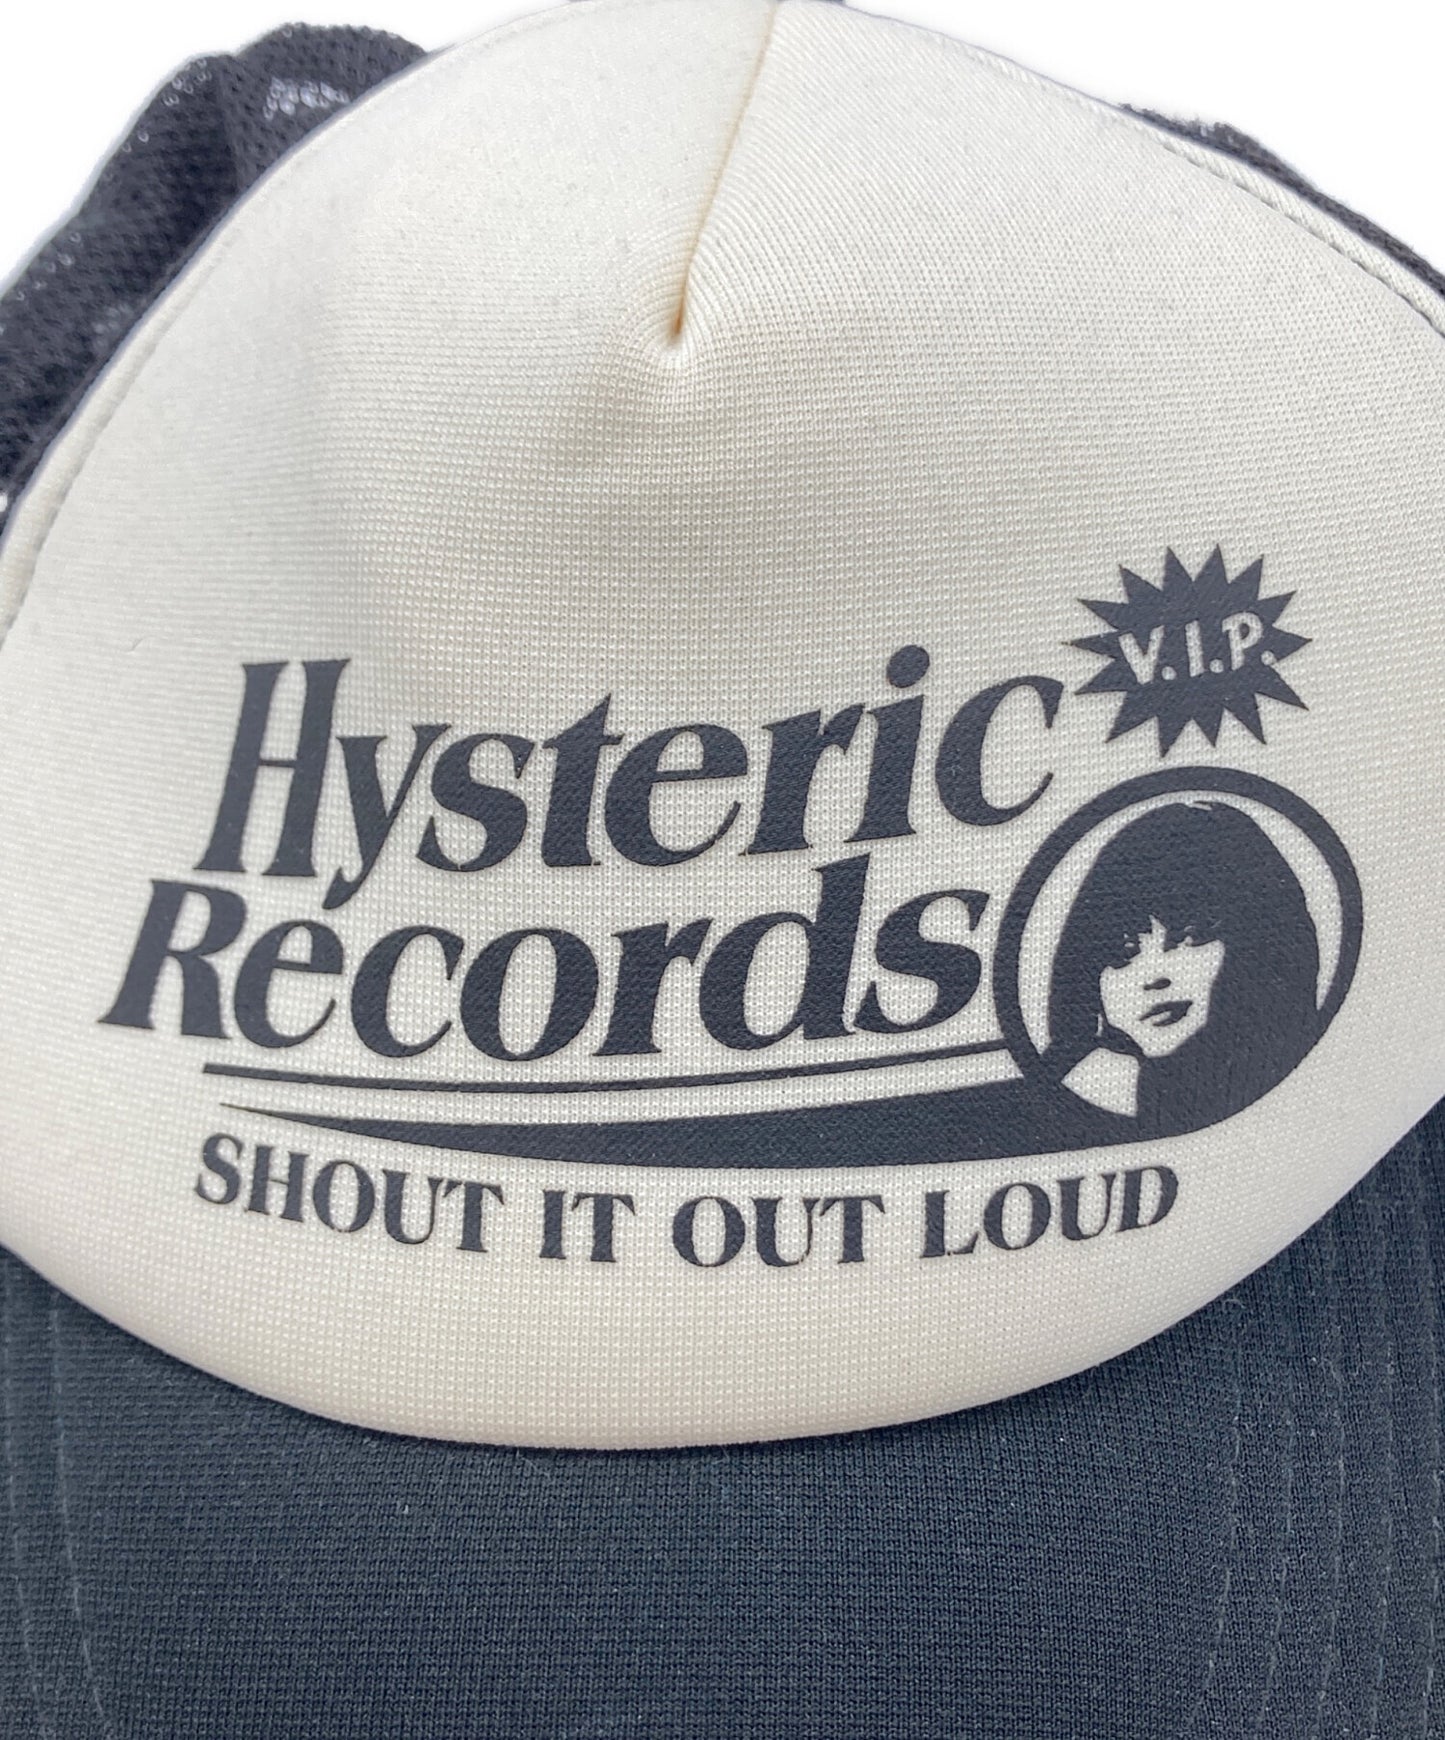 V.I.P.
Hysteric
Records
SHOUT IT OUT LOUD